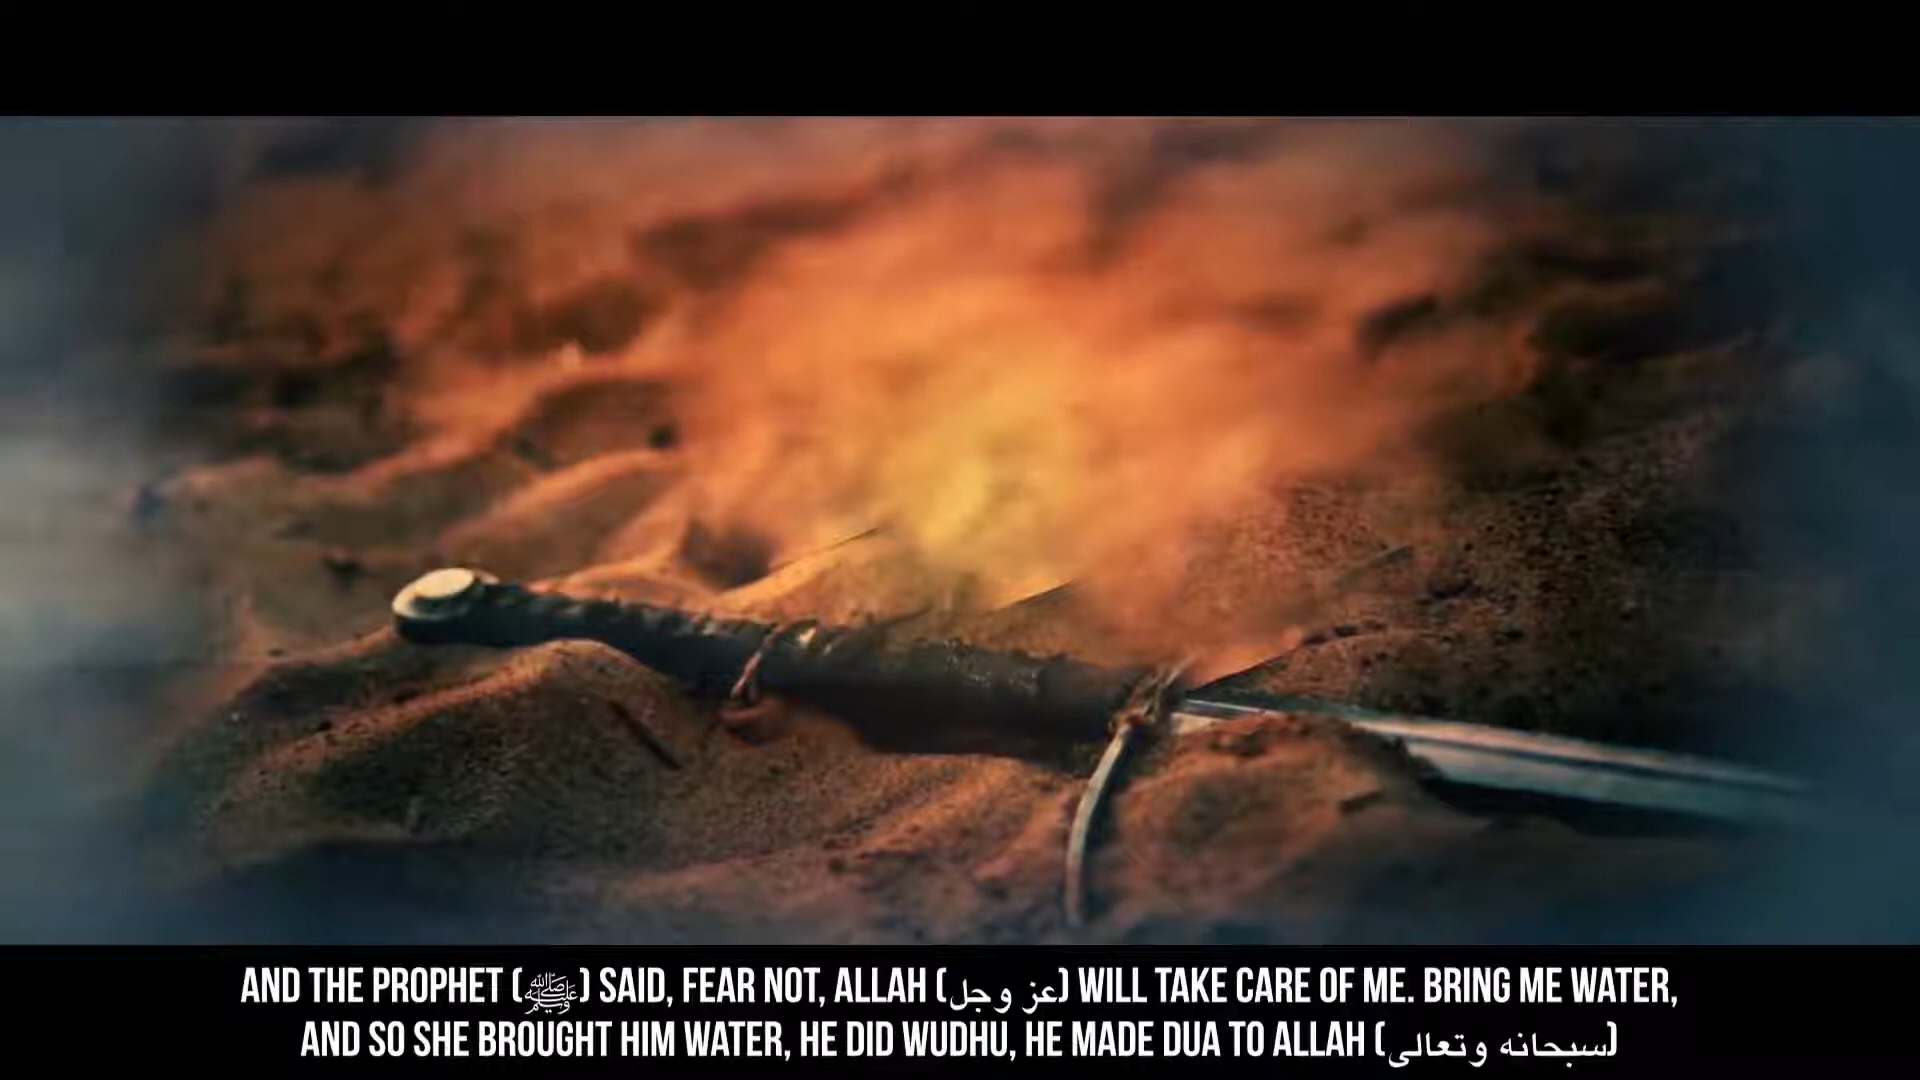 AND THE PROPHET (ﷺ) SAID, FEAR NOT, ALLAH (عز وجل) WILL TAKE CARE OF ME. BRING ME WATER,
AND SO SHE BROUGHT HIM WATER, HE DID WUDHU, HE MADE DUA TO ALLAH (سبحانه وتعالى)